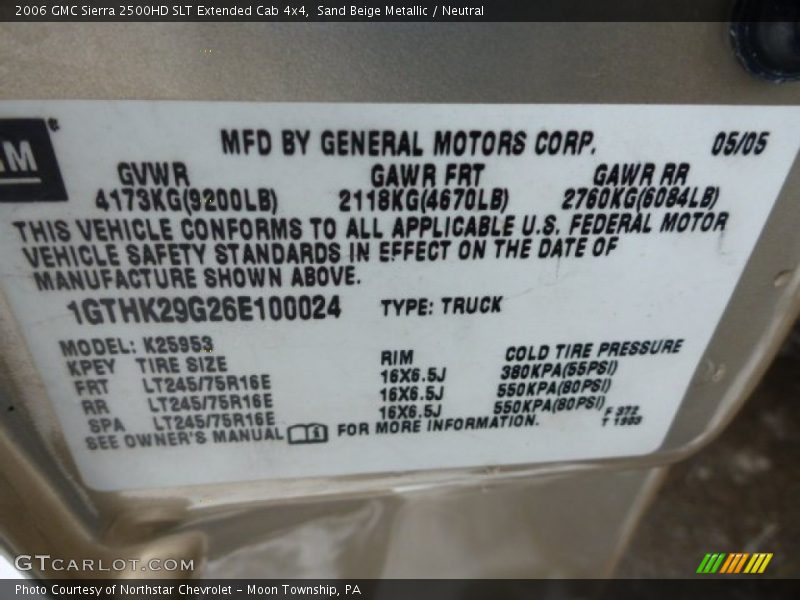 2006 GMC Sierra 2500HD SLT Extended Cab 4x4, Sand Beige Metallic / Neutral
GM
MFD BY GENERAL MOTORS CORP. 05/05
GVWR GAWR FRT GAWR RR
4173KG(9200LB) 2118KG(4670LB) 2760KG(6084LB)
THIS VEHICLE CONFORMS TO ALL APPLICABLE U.S. FEDERAL MOTOR
VEHICLE SAFETY STANDARDS IN EFFECT ON THE DATE OF
MANUFACTURE SHOWN ABOVE.
1GTHK29G26E100024 TYPE: TRUCK
MODEL: K25953
KPEY TIRE SIZE RIM COLD TIRE PRESSURE
FRT LT245/75R16E 16X6.5J 380KPA(55PSI)
RR LT245/75R16E 16X6.5J 550KPA(80PSI)
SPA LT245/75R16E 16X6.5J 550KPA(80PSI)
SEE OWNER'S MANUAL FOR MORE INFORMATION.
F 372
GTCARLOT.COM
Photo Courtesy of Northstar Chevrolet - Moon Township, PA